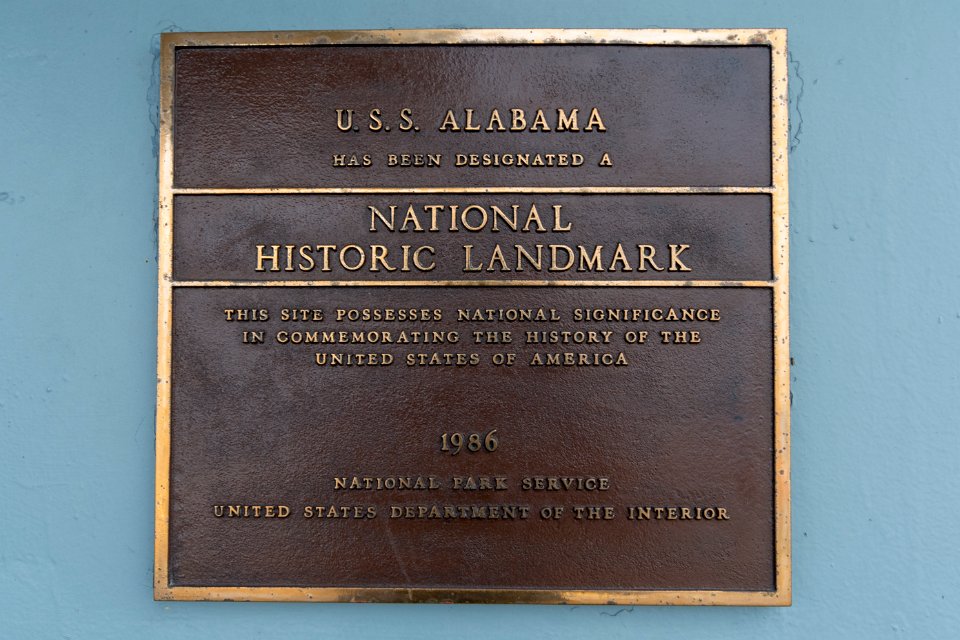 U.S.S. ALABAMA
HAS BEEN DESIGNATED A
NATIONAL
HISTORIC LANDMARK
THIS SITE POSSESSES NATIONAL SIGNIFICANCE
IN COMMEMORATING THE HISTORY OF THE
UNITED STATES OF AMERICA
1986
NATIONAL PARK SERVICE
UNITED STATES DEPARTMENT OF THE INTERIOR